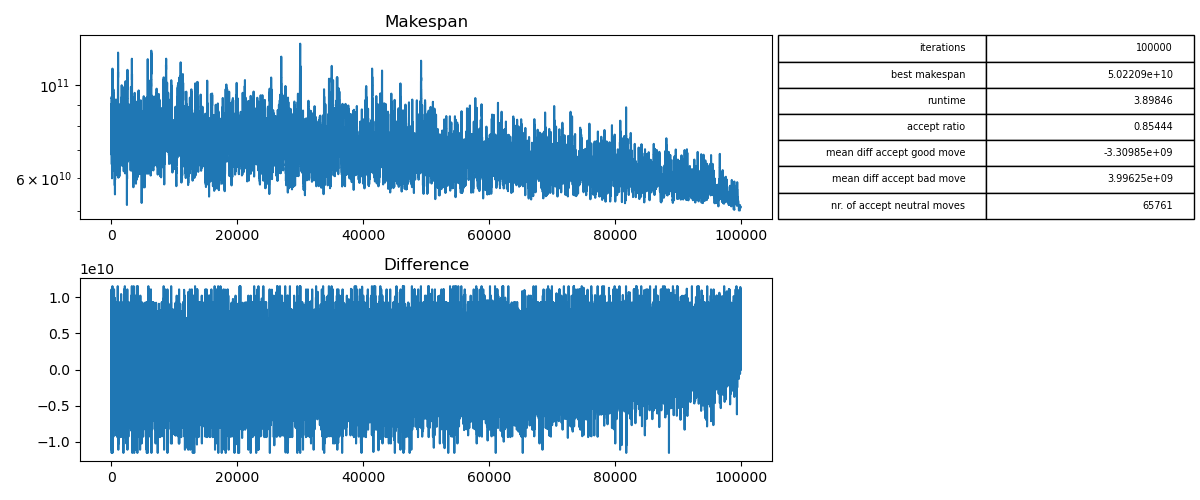 Makespan
10^11
6 × 10^10
0 20000 40000 60000 80000 100000
iterations 100000
best makespan 5.02209e+10
runtime 3.89846
accept ratio 0.85444
mean diff accept good move -3.30985e+09
mean diff accept bad move 3.99625e+09
nr. of accept neutral moves 65761
Difference
1e10
1.0
0.5
0.0
−0.5
−1.0
0 20000 40000 60000 80000 100000